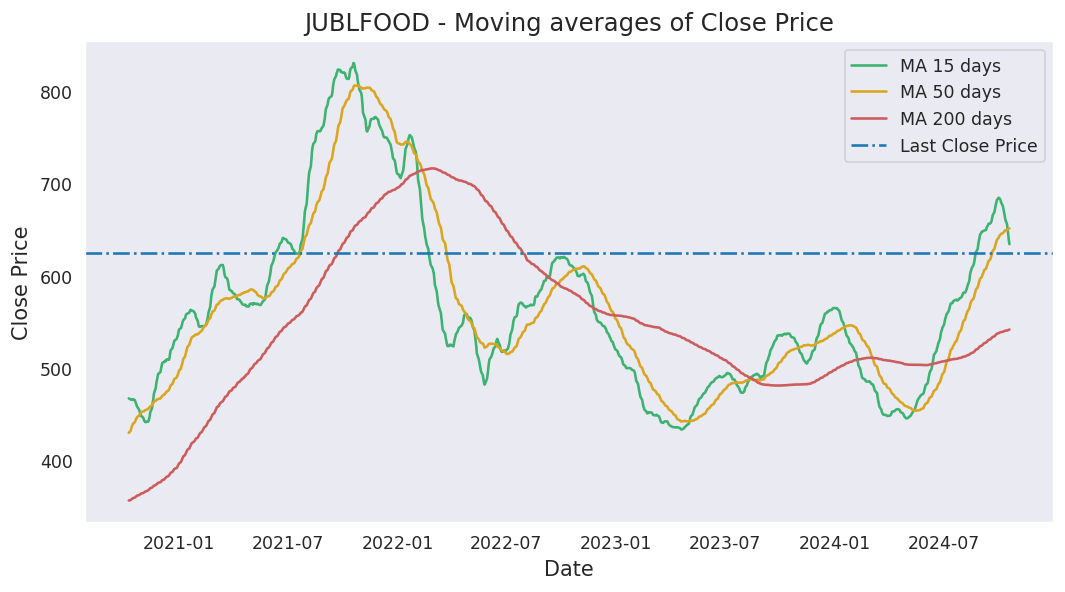 JUBLFOOD - Moving averages of Close Price
MA 15 days
MA 50 days
MA 200 days
Last Close Price
Close Price
800
700
600
500
400
2021-01
2021-07
2022-01
2022-07
2023-01
2023-07
2024-01
2024-07
Date